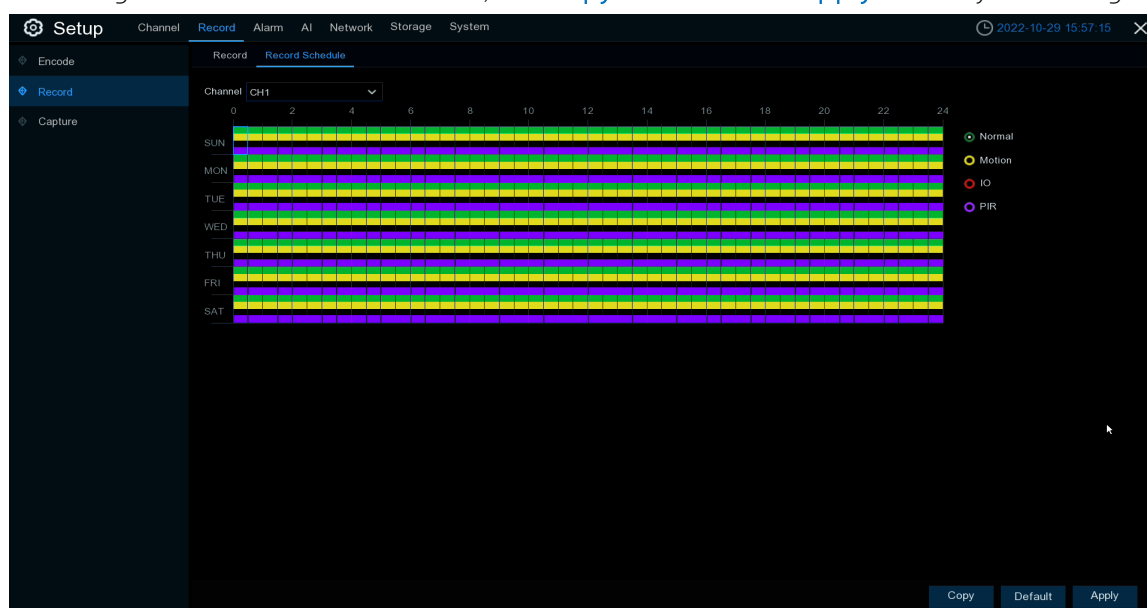 Setup Channel Record Alarm AI Network Storage System 2022-10-29 15:57:15
Encode
Record
Capture
Record Record Schedule
Channel CH1
0 2 4 6 8 10 12 14 16 18 20 22 24
SUN
MON
TUE
WED
THU
FRI
SAT
Normal
Motion
IO
PIR
Copy Default Apply